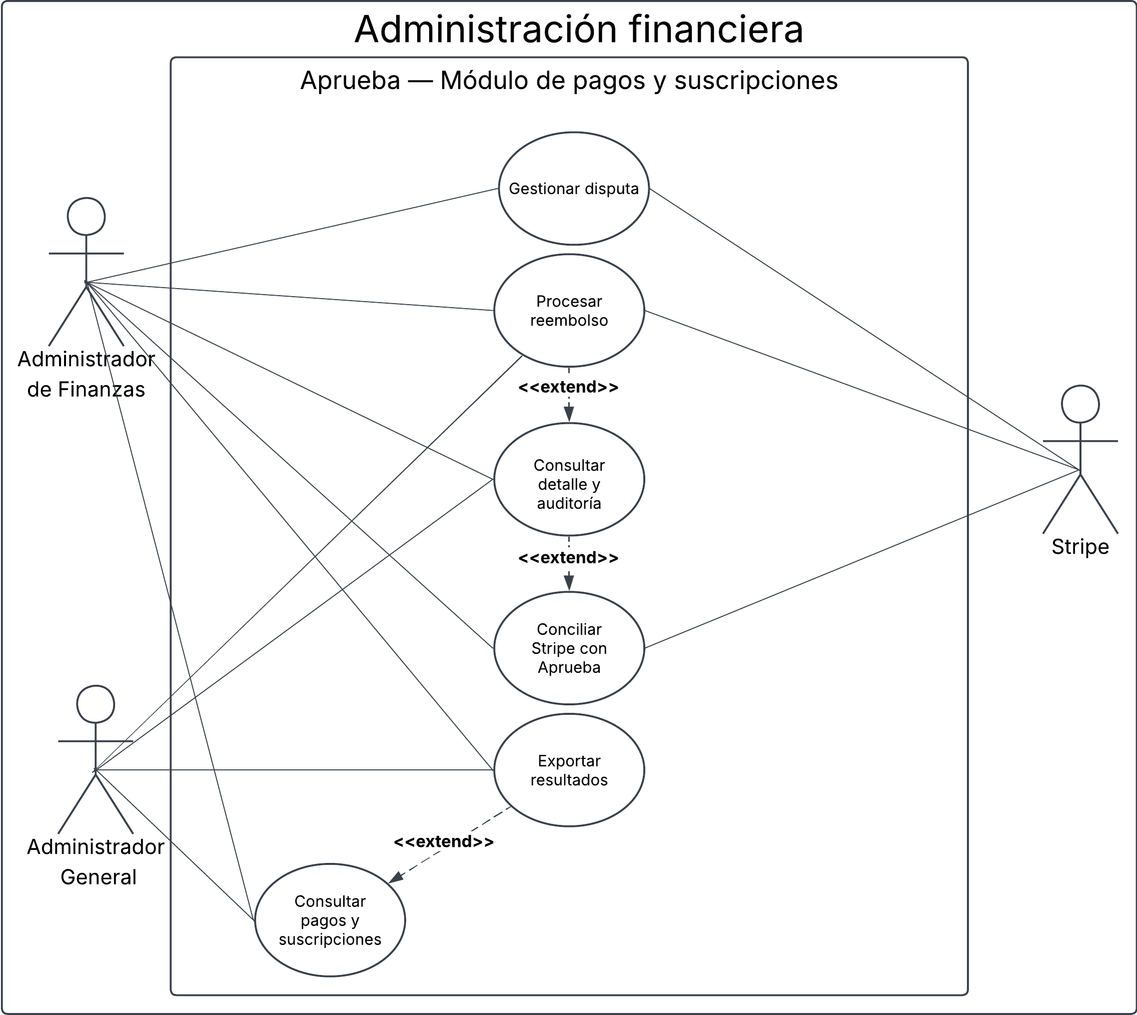 Administración financiera
Aprueba — Módulo de pagos y suscripciones
Gestionar disputa
Procesar
reembolso
Administrador
de Finanzas
<<extend>>
Consultar
detalle y
auditoría
Stripe
<<extend>>
Conciliar
Stripe con
Aprueba
Exportar
resultados
Administrador
General
<<extend>>
Consultar
pagos y
suscripciones